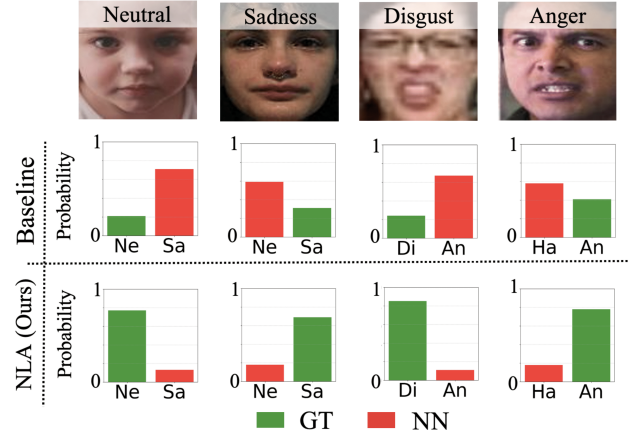 Neutral Sadness Disgust Anger
Baseline
Probability
1
0
Ne Sa
1
0
Ne Sa
1
0
Di An
1
0
Ha An
NLA (Ours)
Probability
1
0
Ne Sa
1
0
Ne Sa
1
0
Di An
1
0
Ha An
GT NN